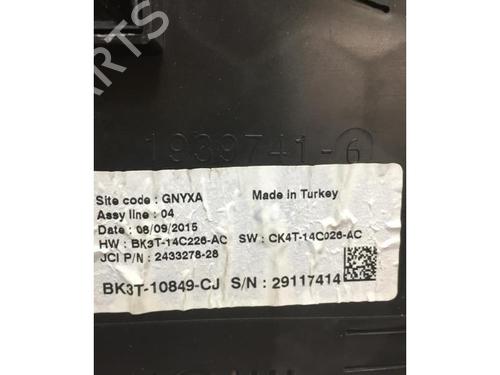 PARTS
1939741-6
Site code : GNYXA Made in Turkey
Assy line : 04
Date : 08/09/2015
HW : BK3T-14C226-AC SW : CK4T-14C026-AC
JCI P/N : 2433278-28
BK3T-10849-CJ S/N : 29117414